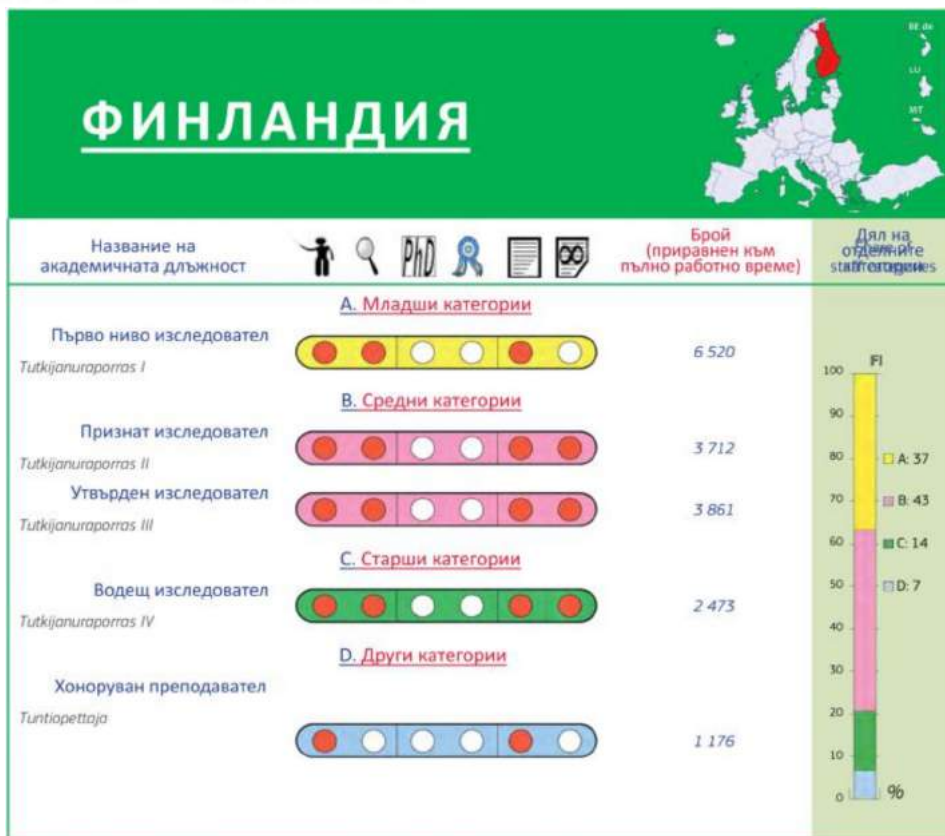 BE de
LU
MT
ФИНЛАНДИЯ
Название на
академичната длъжност
PhD
Брой
(приравнен към
пълно работно време)
Дял на
отделните
категории
A. Младши категории
Първо ниво изследовател
Tutkijanuraporras I
6 520
B. Средни категории
Признат изследовател
Tutkijanuraporras II
3 712
Утвърден изследовател
Tutkijanuraporras III
3 861
C. Старши категории
Водещ изследовател
Tutkijanuraporras IV
2 473
D. Други категории
Хоноруван преподавател
Tuntiopettaja
1 176
FI
100
90
80
70
60
50
40
30
20
10
0
%
A: 37
B: 43
C: 14
D: 7